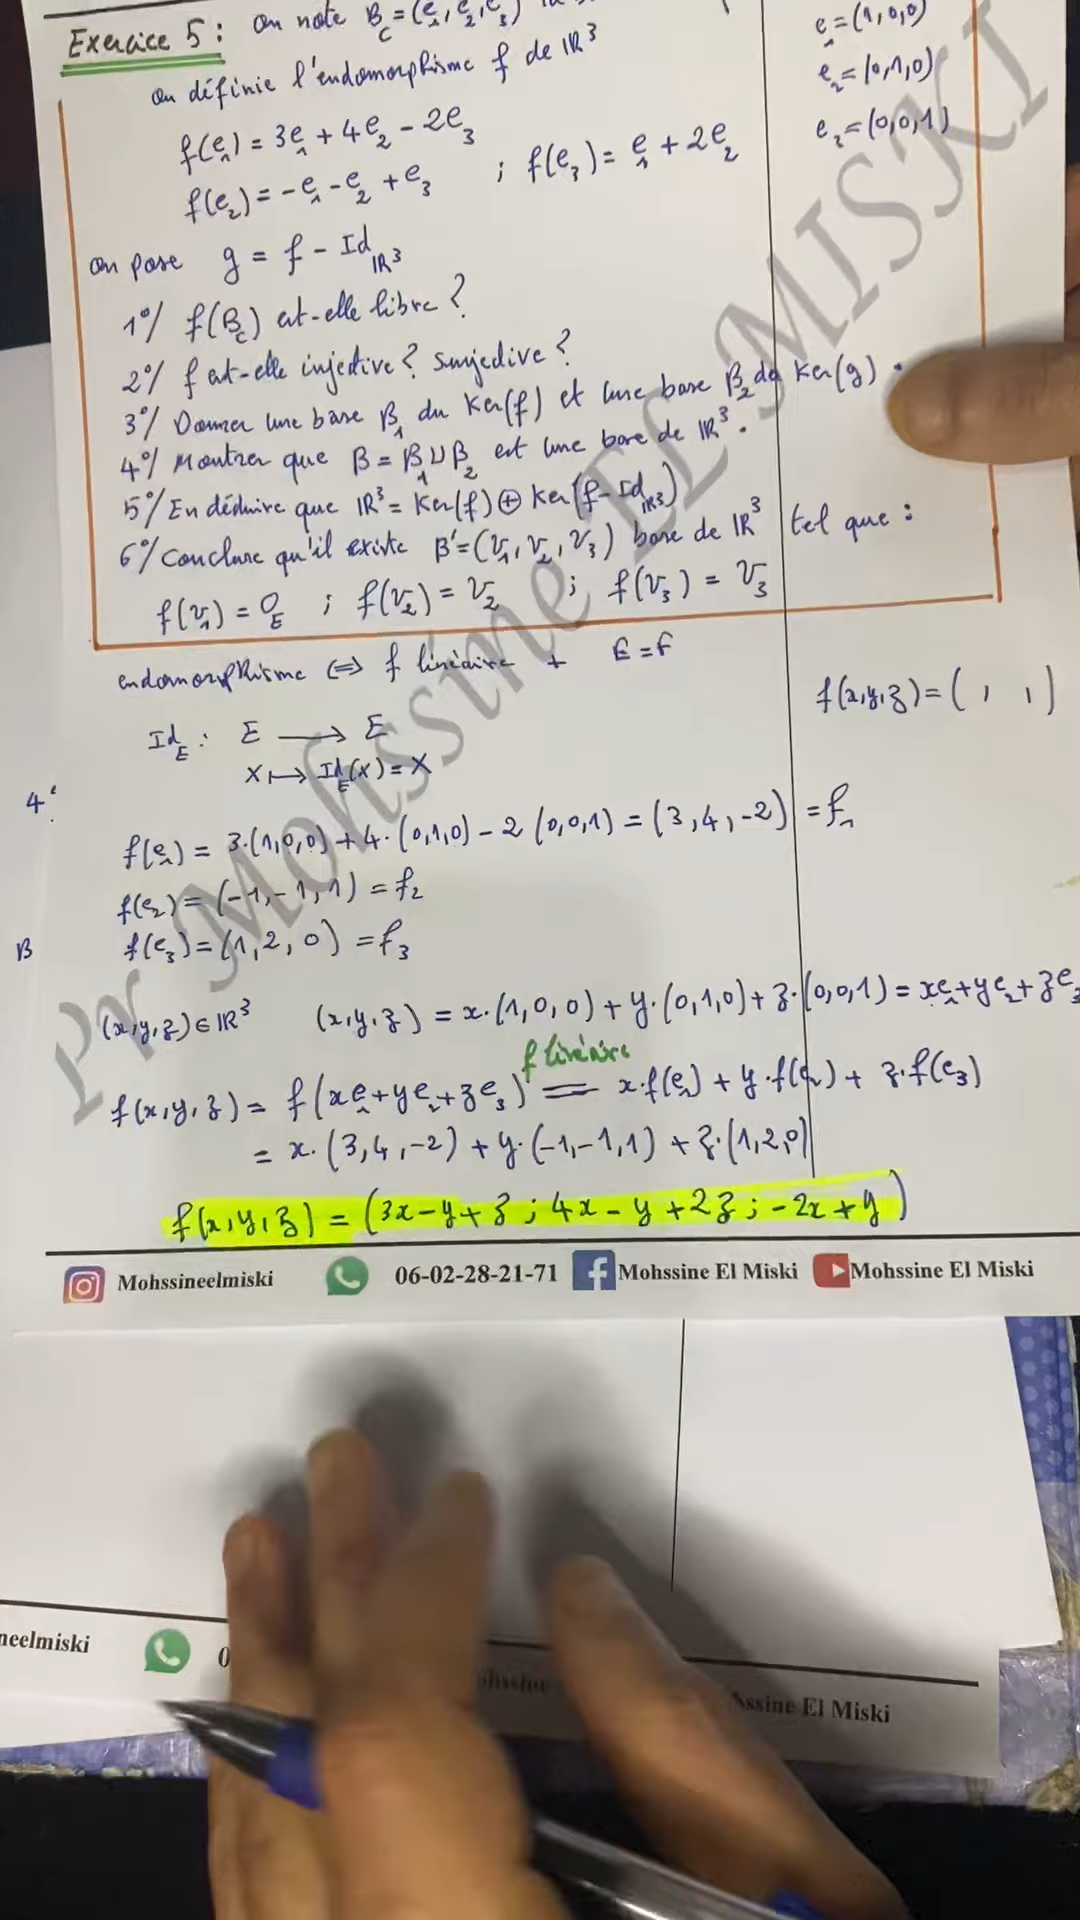 Exercice 5 : On note B_C = (e_1, e_2, e_3)
e_1 = (1,0,0)
On définie l'endomorphisme f de IR^3
e_2 = (0,1,0)
f(e_1) = 3e_1 + 4e_2 - 2e_3
e_3 = (0,0,1)
f(e_2) = -e_1 - e_2 + e_3 ; f(e_3) = e_1 + 2e_2
On pose g = f - Id_IR^3
1°/ f(B_C) est-elle libre ?
2°/ f est-elle injective ? Surjective ?
3°/ Donner une base B_1 du Ker(f) et une base B_2 de Ker(g).
4°/ Montrer que B = B_1 ∪ B_2 est une base de IR^3.
5°/ En déduire que IR^3 = Ker(f) ⊕ Ker(f - Id_IR^3)
6°/ Conclure qu'il existe B' = (V_1, V_2, V_3) base de IR^3 tel que :
f(V_1) = 0_E ; f(V_2) = V_2 ; f(V_3) = V_3
endomorphisme ⟺ f linéaire + E = F
f(x,y,z) = ( , , )
Id_E : E ⟶ E
X ⟼ Id_E(X) = X
f(e_1) = 3.(1,0,0) + 4.(0,1,0) - 2(0,0,1) = (3,4,-2) = f_1
f(e_2) = (-1,-1,1) = f_2
B
f(e_3) = (1,2,0) = f_3
(x,y,z) ∈ IR^3 (x,y,z) = x.(1,0,0) + y.(0,1,0) + z.(0,0,1) = xe_1 + ye_2 + ze_3
f linéaire
f(x,y,z) = f(xe_1 + ye_2 + ze_3) = x.f(e_1) + y.f(e_2) + z.f(e_3)
= x.(3,4,-2) + y.(-1,-1,1) + z.(1,2,0)
f(x,y,z) = (3x - y + z ; 4x - y + 2z ; -2x + y)
Pr Mohssine EL MISKI
Mohssineelmiski 06-02-28-21-71 Mohssine El Miski Mohssine El Miski
neelmiski 0 ssine El Miski